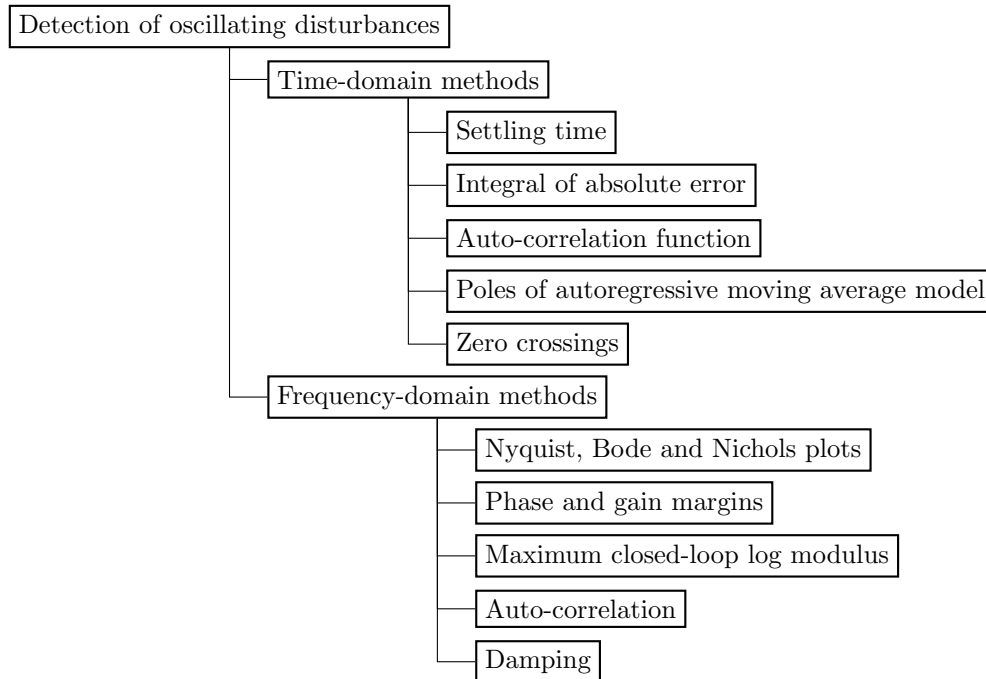 Detection of oscillating disturbances
Time-domain methods
Settling time
Integral of absolute error
Auto-correlation function
Poles of autoregressive moving average model
Zero crossings
Frequency-domain methods
Nyquist, Bode and Nichols plots
Phase and gain margins
Maximum closed-loop log modulus
Auto-correlation
Damping